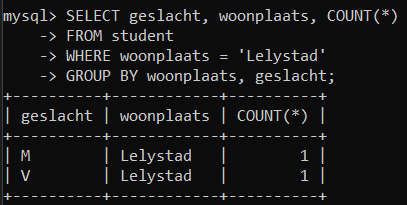 mysql> SELECT geslacht, woonplaats, COUNT(*)
    -> FROM student
    -> WHERE woonplaats = 'Lelystad'
    -> GROUP BY woonplaats, geslacht;
+----------+------------+----------+
| geslacht | woonplaats | COUNT(*) |
+----------+------------+----------+
| M        | Lelystad   |        1 |
| V        | Lelystad   |        1 |
+----------+------------+----------+